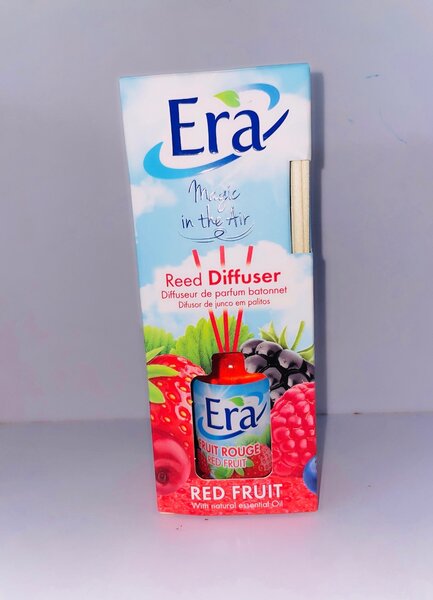 Era
Magic
in the Air
Reed Diffuser
Diffuseur de parfum batonnet
Difusor de junco em palitos
Era
FRUIT ROUGE
RED FRUIT
RED FRUIT
With natural essential Oil